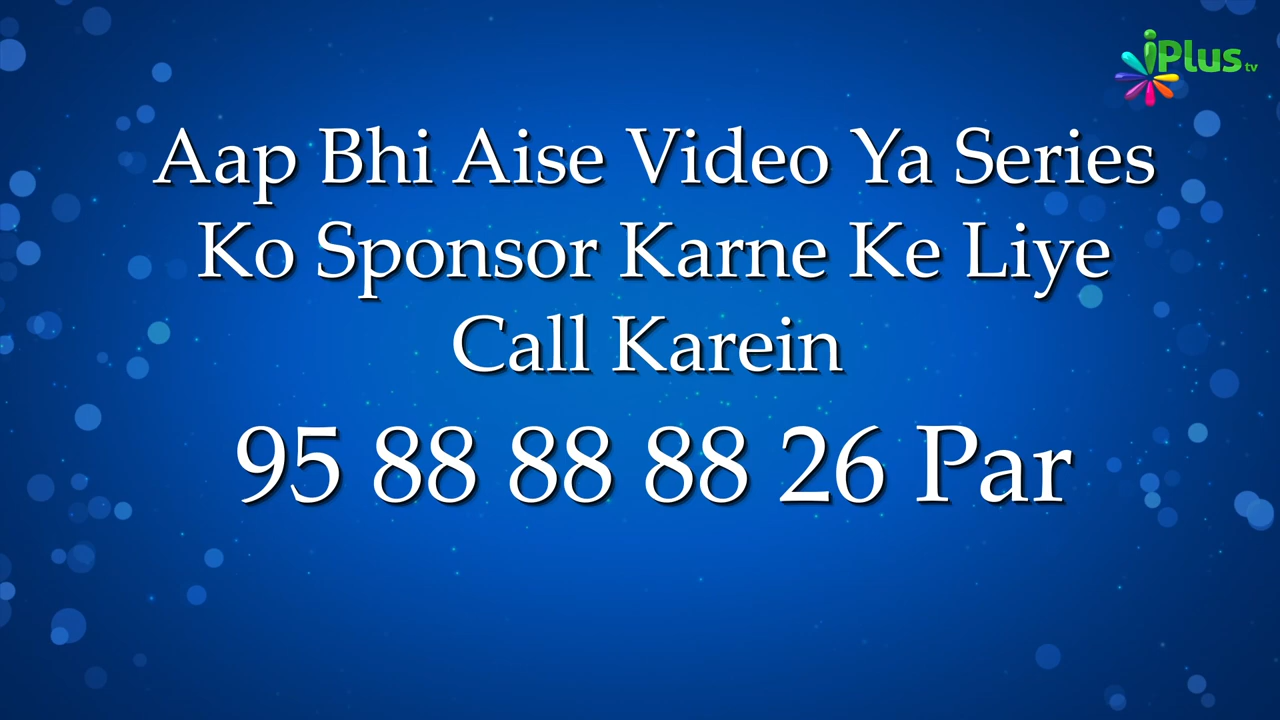 iPlus tv
Aap Bhi Aise Video Ya Series
Ko Sponsor Karne Ke Liye
Call Karein
95 88 88 88 26 Par